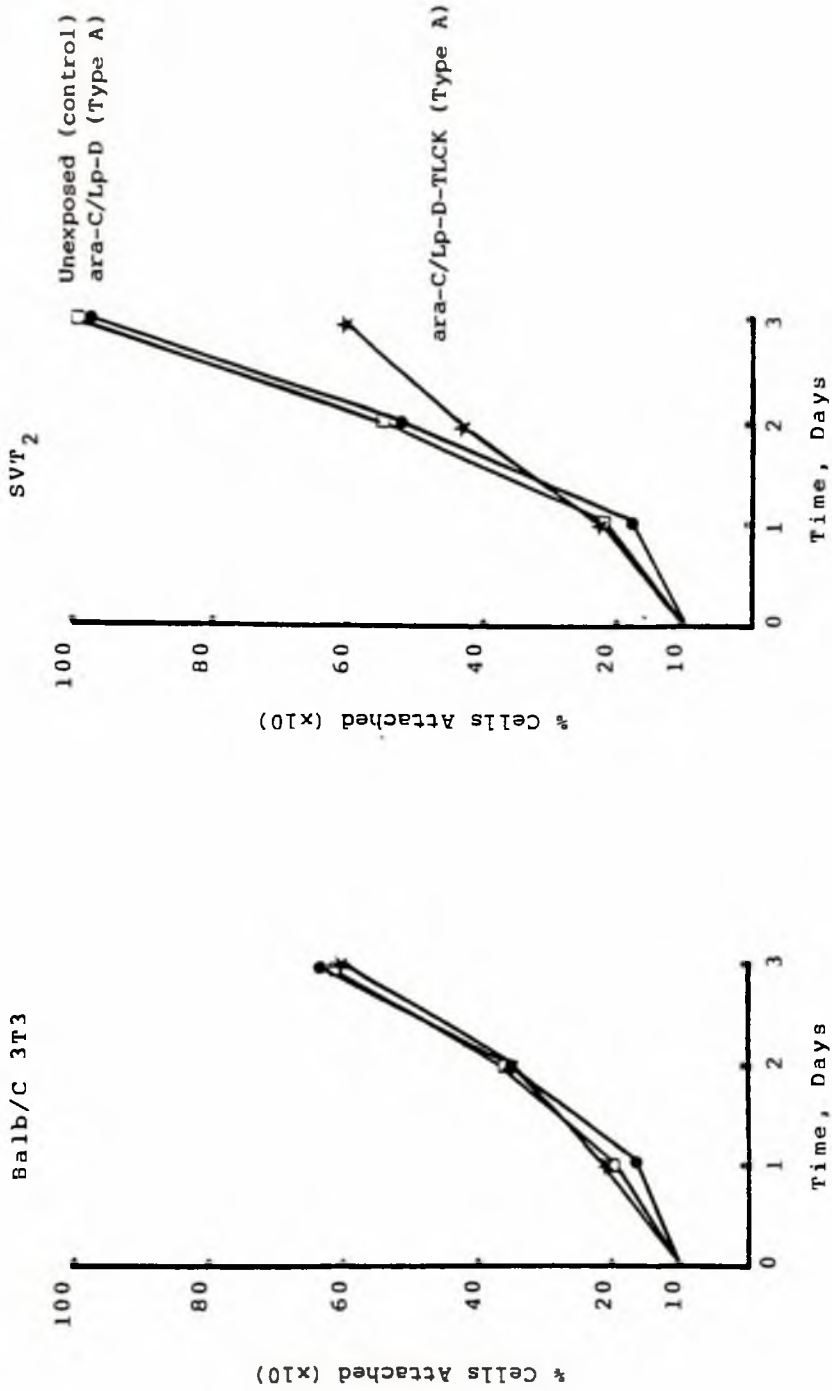 Balb/C 3T3
100
80
60
40
20
10
% Cells Attached (x10)
0
1
2
3
Time, Days
SVT2
100
80
60
40
20
10
% Cells Attached (x10)
0
1
2
3
Time, Days
Unexposed (control)
ara-C/Lp-D (Type A)
ara-C/Lp-D-TLCK (Type A)